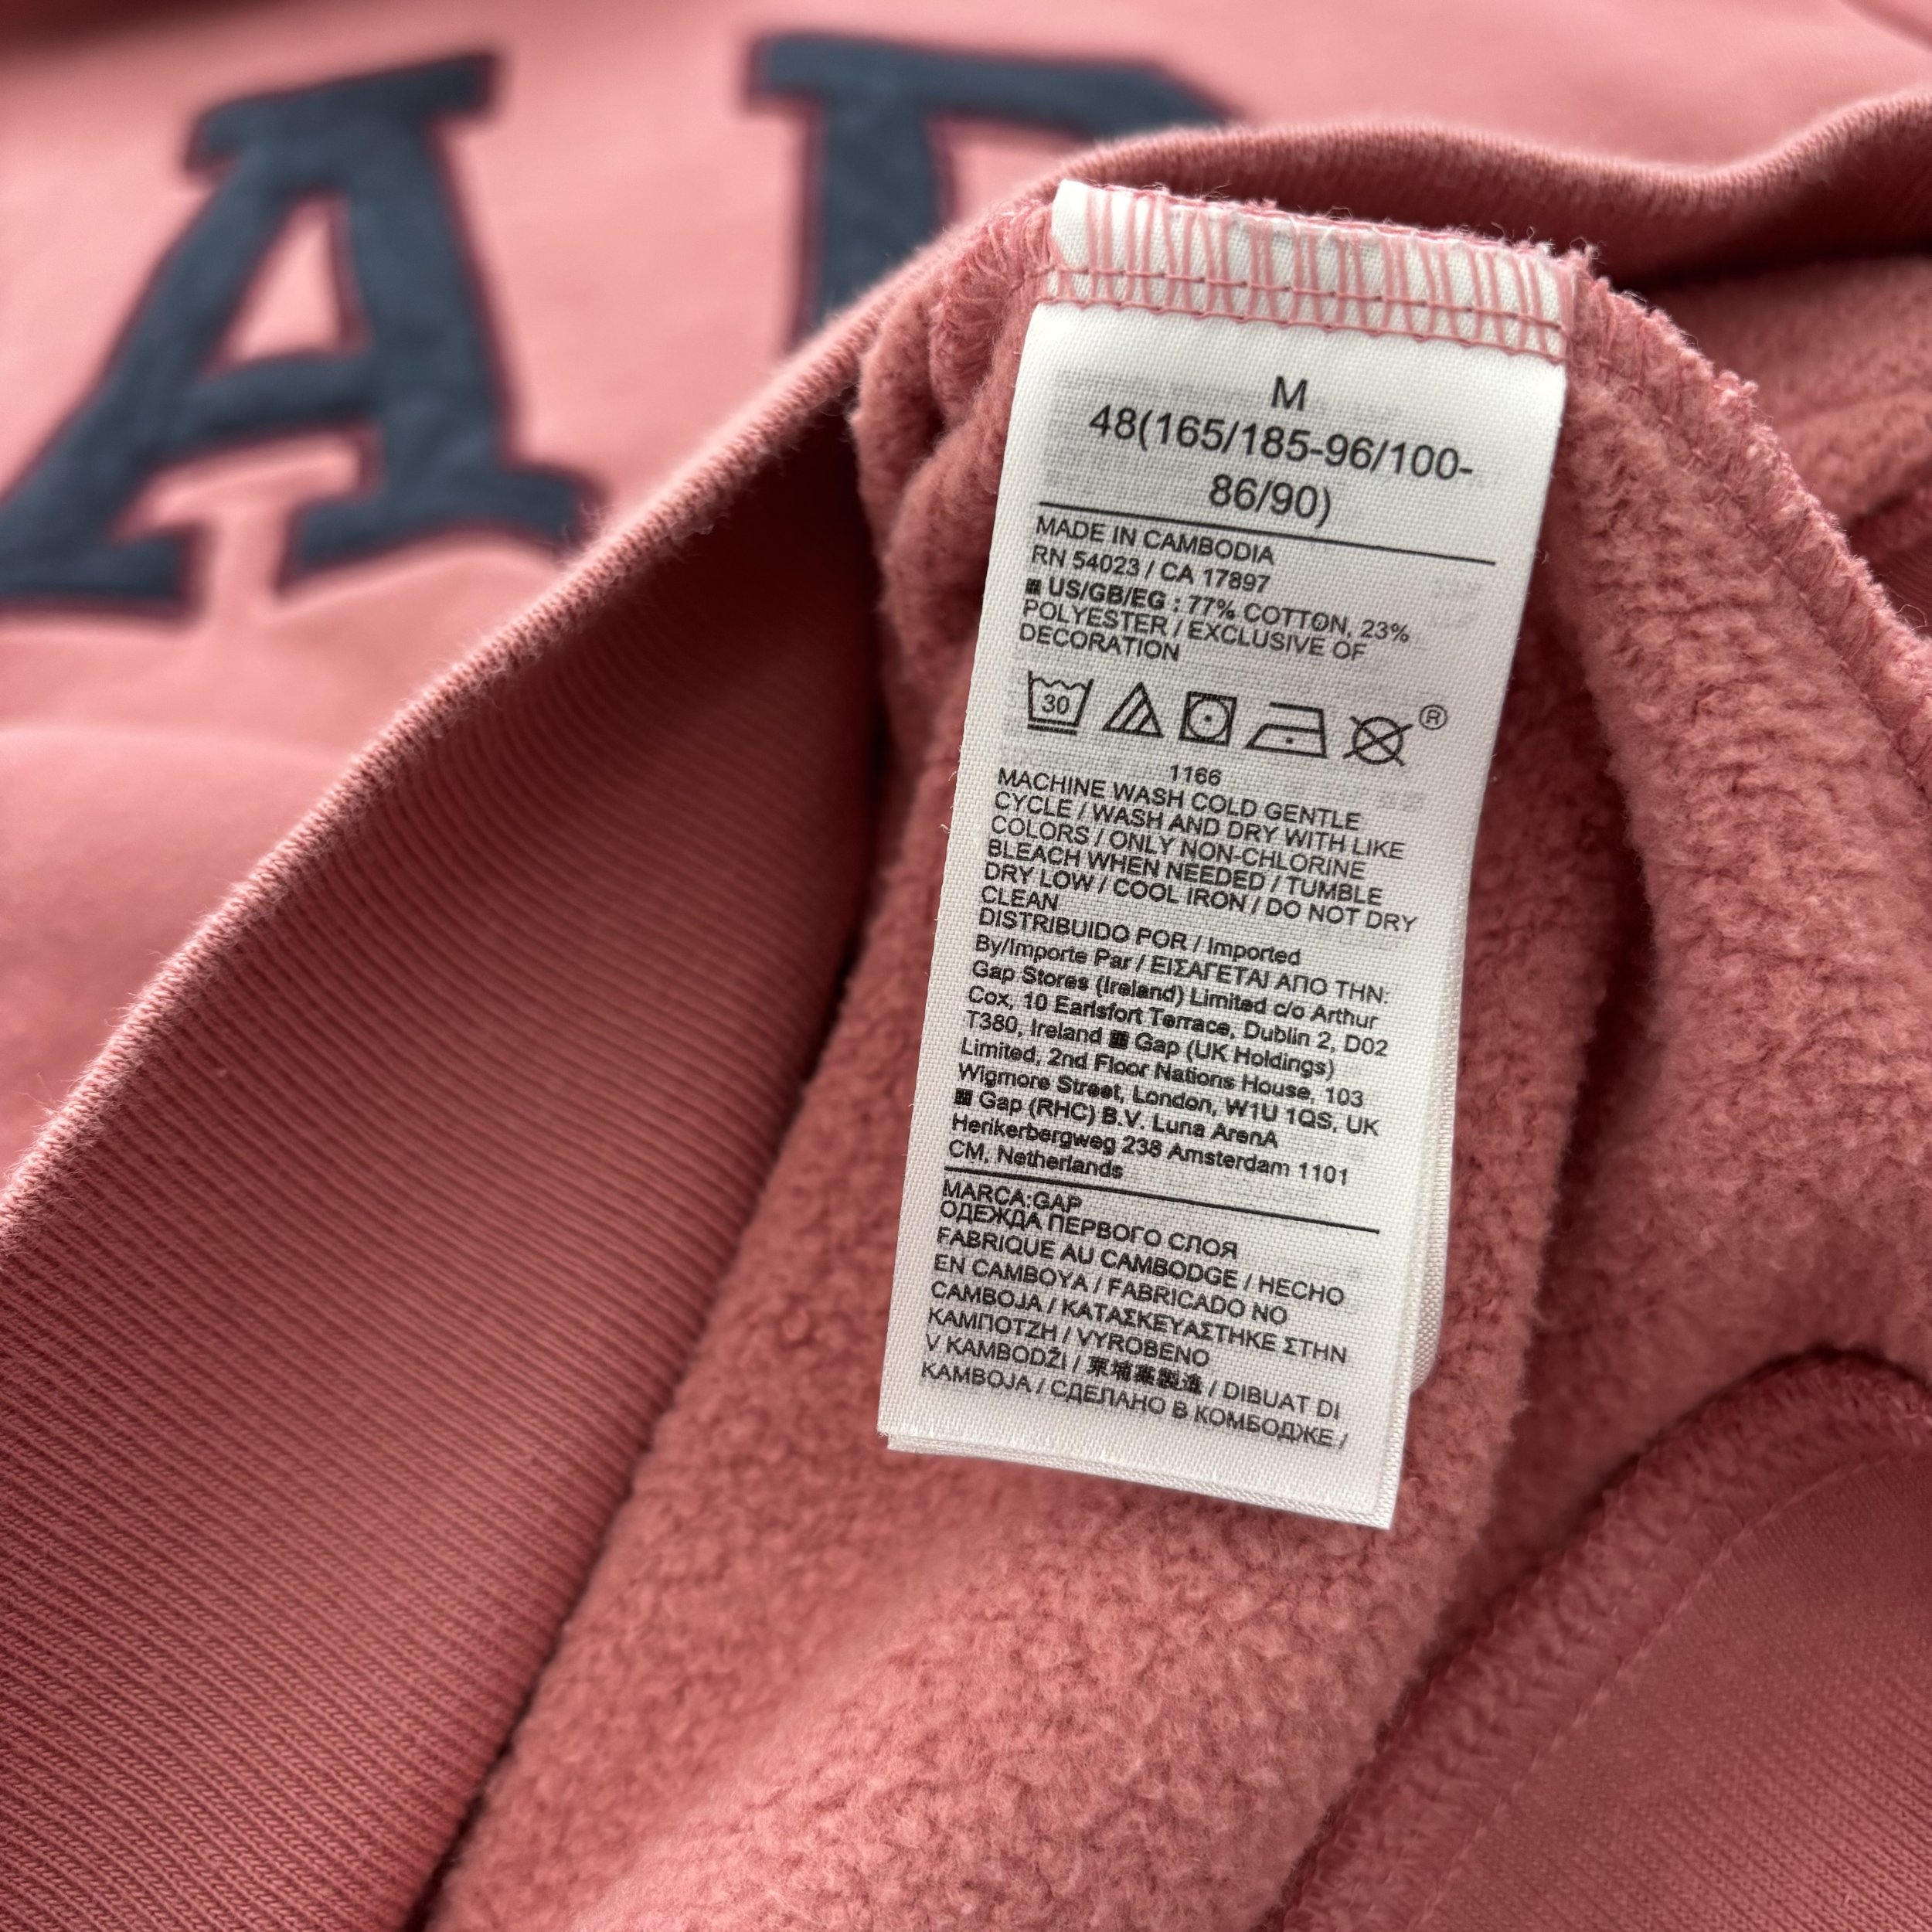 AP
M
48(165/185-96/100-
86/90)
MADE IN CAMBODIA
RN 54023 / CA 17897
US/GB/EG : 77% COTTON, 23%
POLYESTER / EXCLUSIVE OF
DECORATION
30
®
1166
MACHINE WASH COLD GENTLE
CYCLE / WASH AND DRY WITH LIKE
COLORS / ONLY NON-CHLORINE
BLEACH WHEN NEEDED / TUMBLE
DRY LOW / COOL IRON / DO NOT DRY
CLEAN
DISTRIBUIDO POR / Imported
By/Importe Par / ΕΙΣΑΓΕΤΑΙ ΑΠΟ ΤΗΝ:
Gap Stores (Ireland) Limited c/o Arthur
Cox, 10 Earlsfort Terrace, Dublin 2, D02
T380, Ireland Gap (UK Holdings)
Limited, 2nd Floor Nations House, 103
Wigmore Street, London, W1U 1QS, UK
Gap (RHC) B.V. Luna ArenA
Herikerbergweg 238 Amsterdam 1101
CM, Netherlands
MARCA:GAP
ОДЕЖДА ПЕРВОГО СЛОЯ
FABRIQUE AU CAMBODGE / HECHO
EN CAMBOYA / FABRICADO NO
CAMBOJA / ΚΑΤΑΣΚΕΥΑΣΤΗΚΕ ΣΤΗΝ
ΚΑΜΠΟΤΖΗ / VYROBENO
V KAMBODŽI / 柬埔寨製造 / DIBUAT DI
KAMBOJA / СДЕЛАНО В КОМБОДЖЕ /